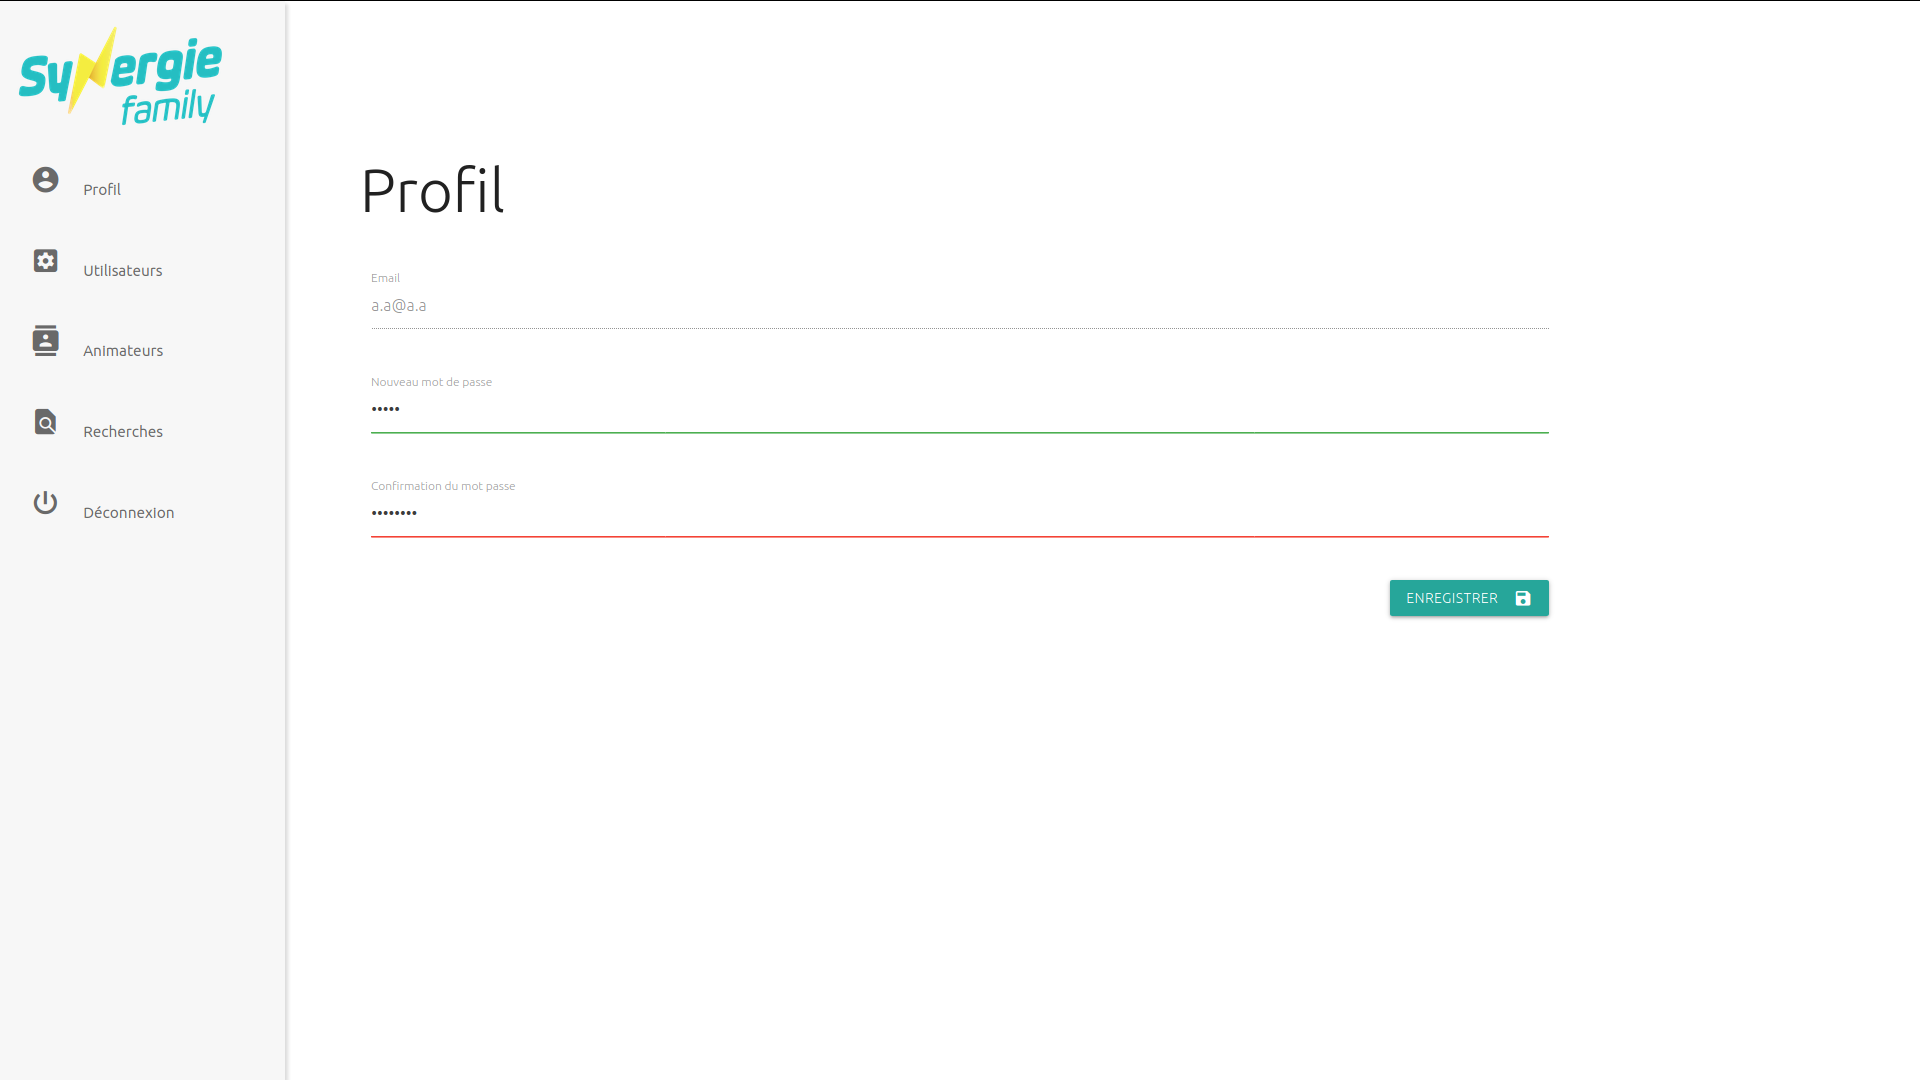 Synergie
family
Profil
Utilisateurs
Animateurs
Recherches
Déconnexion
Profil
Email
a.a@a.a
Nouveau mot de passe
•••••
Confirmation du mot passe
••••••••
ENREGISTRER